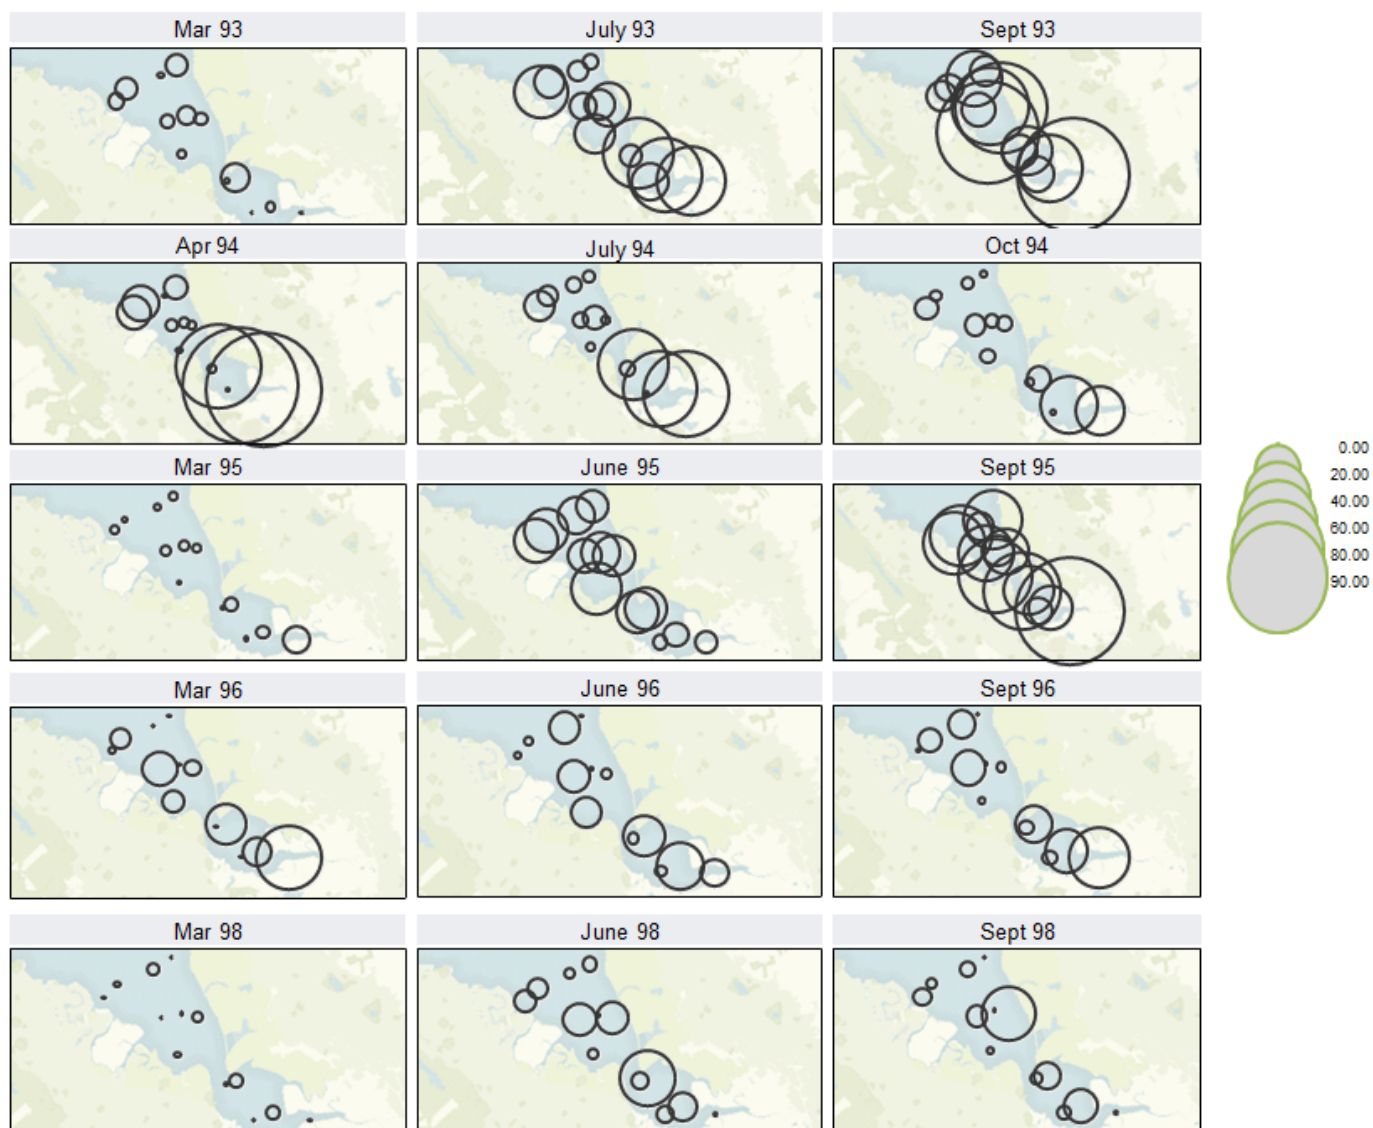 Mar 93
July 93
Sept 93
Apr 94
July 94
Oct 94
Mar 95
June 95
Sept 95
Mar 96
June 96
Sept 96
Mar 98
June 98
Sept 98
0.00
20.00
40.00
60.00
80.00
90.00